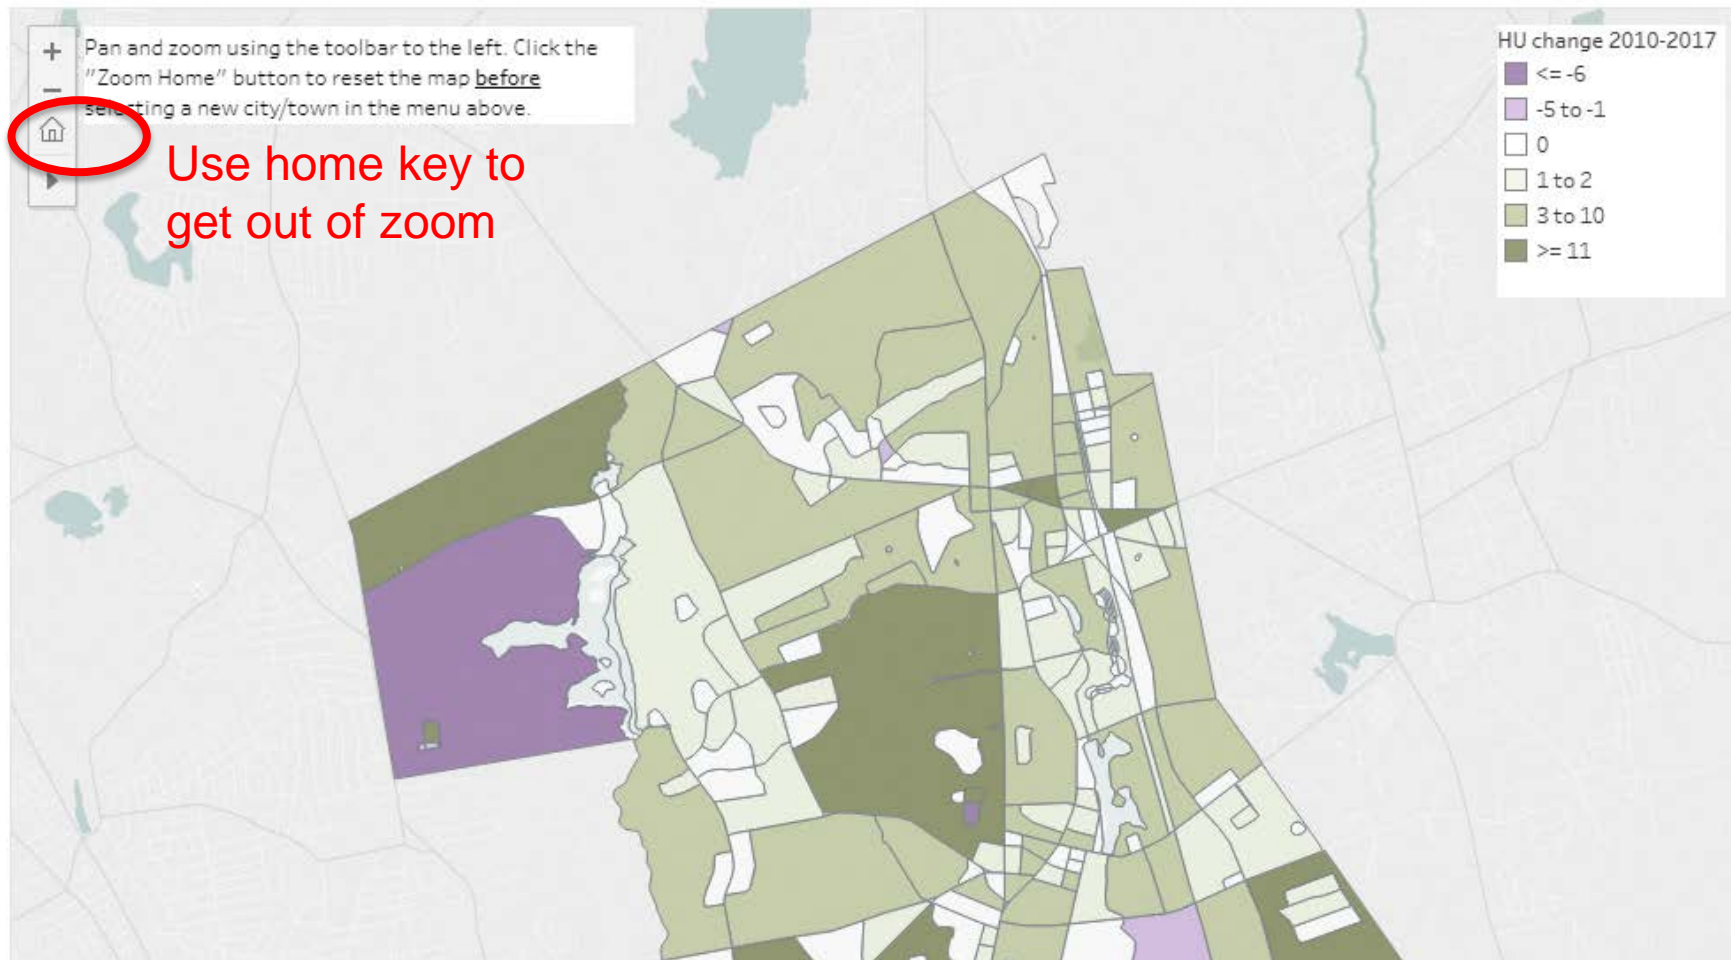 Pan and zoom using the toolbar to the left. Click the
"Zoom Home" button to reset the map before
selecting a new city/town in the menu above.
Use home key to
get out of zoom
HU change 2010-2017
<= -6
-5 to -1
0
1 to 2
3 to 10
>= 11